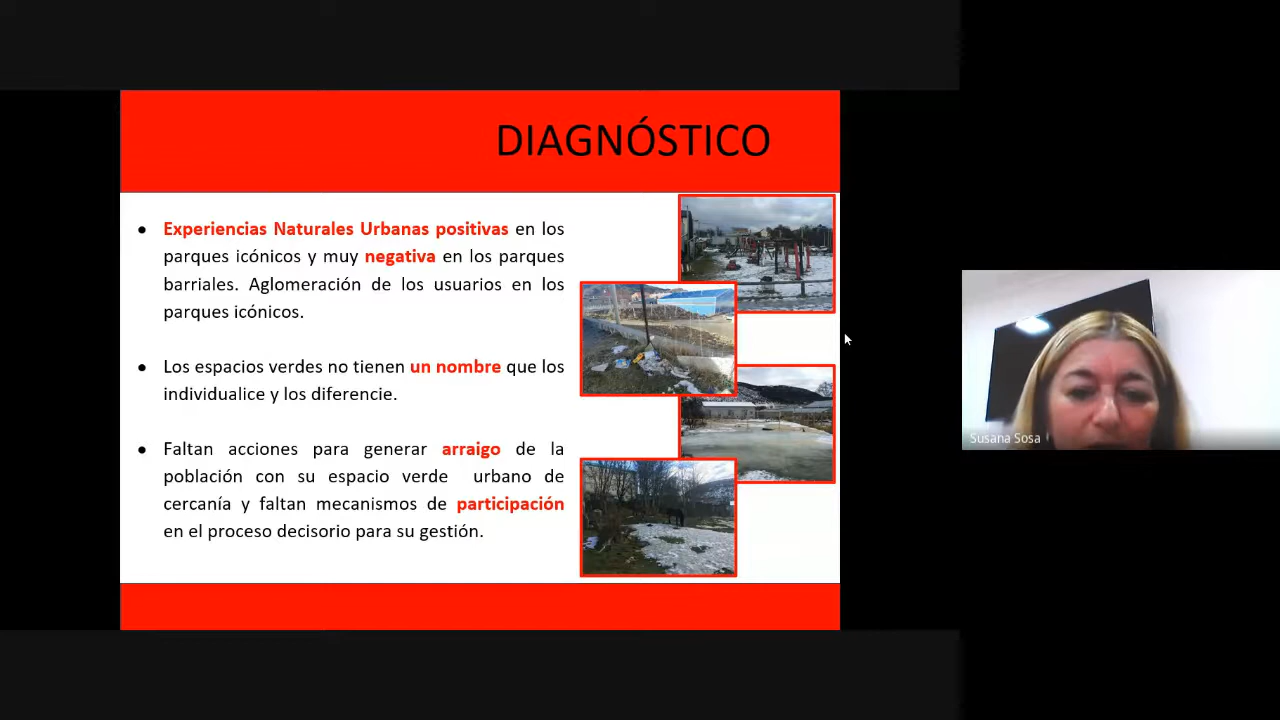 DIAGNÓSTICO
● Experiencias Naturales Urbanas positivas en los
parques icónicos y muy negativa en los parques
barriales. Aglomeración de los usuarios en los
parques icónicos.
● Los espacios verdes no tienen un nombre que los
individualice y los diferencie.
● Faltan acciones para generar arraigo de la
población con su espacio verde urbano de
cercanía y faltan mecanismos de participación
en el proceso decisorio para su gestión.
Susana Sosa